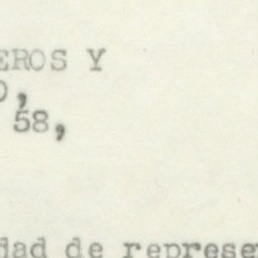 EROS Y
O,
58,
dad de represe